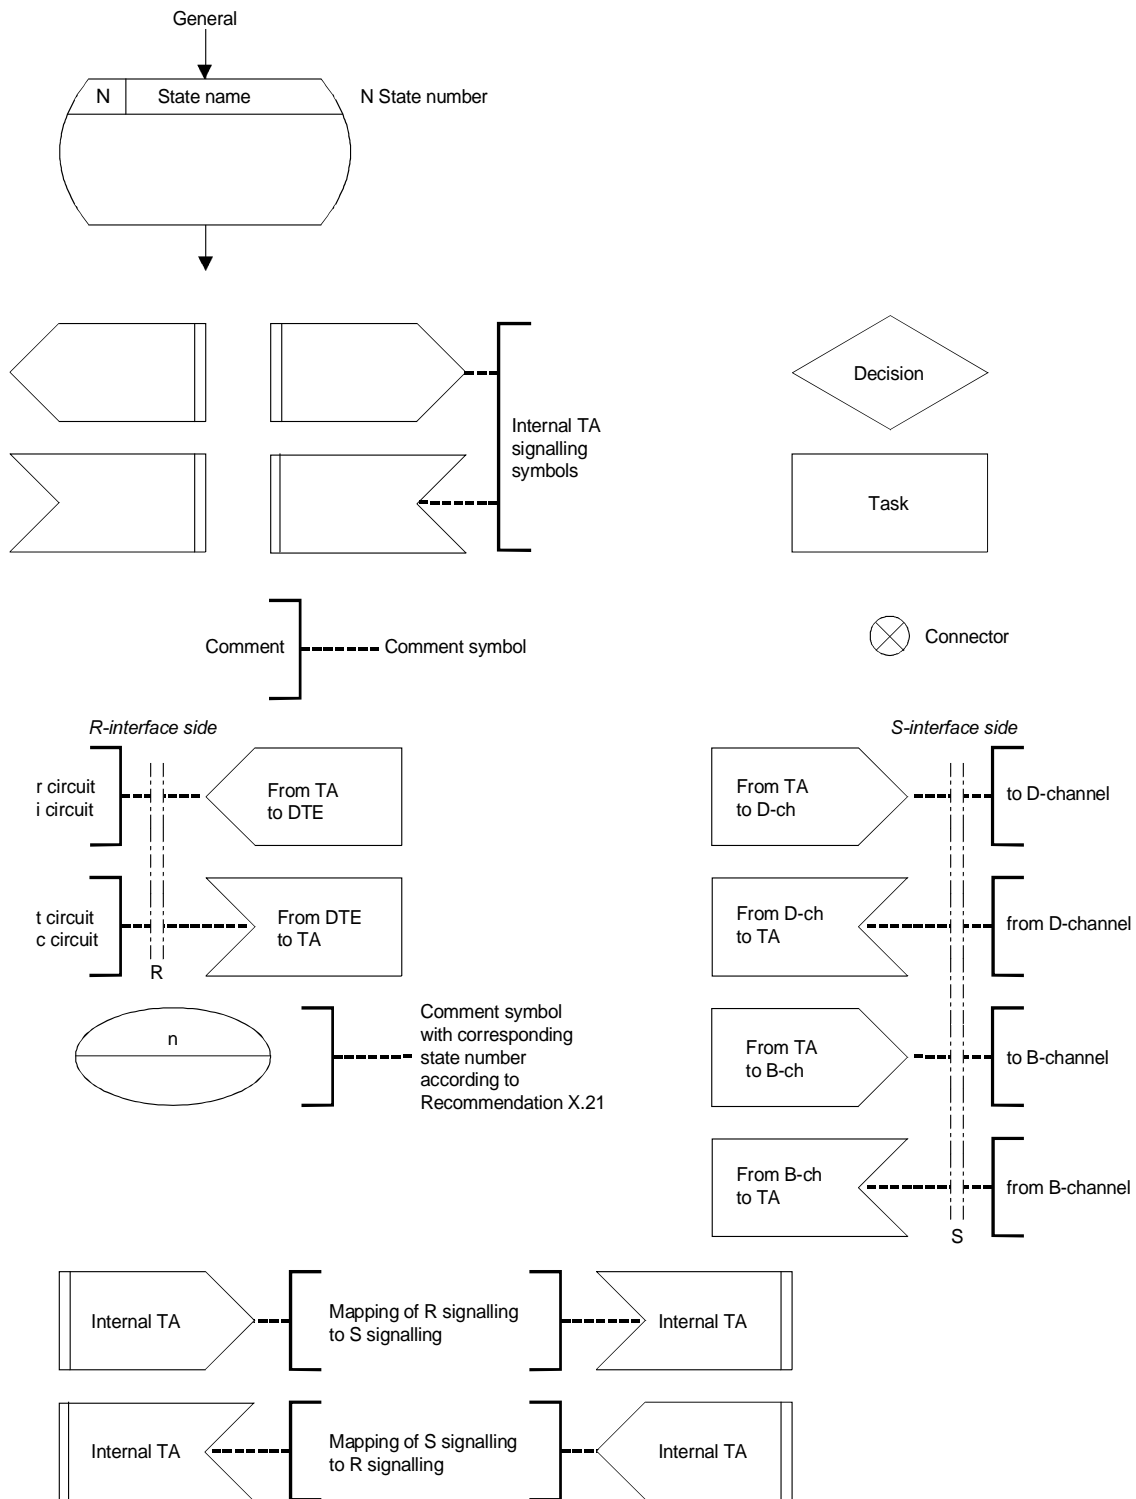 General
N
State name
N State number
Internal TA
signalling
symbols
Decision
Task
Comment
Comment symbol
Connector
R-interface side
S-interface side
r circuit
i circuit
From TA
to DTE
From TA
to D-ch
to D-channel
t circuit
c circuit
From DTE
to TA
R
From D-ch
to TA
from D-channel
n
Comment symbol
with corresponding
state number
according to
Recommendation X.21
From TA
to B-ch
to B-channel
From B-ch
to TA
from B-channel
S
Internal TA
Mapping of R signalling
to S signalling
Internal TA
Internal TA
Mapping of S signalling
to R signalling
Internal TA